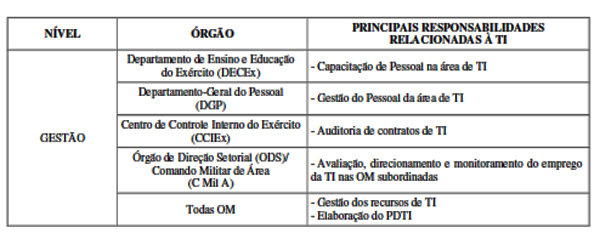 NÍVEL
ÓRGÃO
PRINCIPAIS RESPONSABILIDADES
RELACIONADAS À TI
GESTÃO
Departamento de Ensino e Educação
do Exército (DECEx)
- Capacitação de Pessoal na área de TI
Departamento-Geral do Pessoal
(DGP)
- Gestão do Pessoal da área de TI
Centro de Controle Interno do Exército
(CCIEx)
- Auditoria de contratos de TI
Órgão de Direção Setorial (ODS)/
Comando Militar de Área
(C Mil A)
- Avaliação, direcionamento e monitoramento do emprego
da TI nas OM subordinadas
Todas OM
- Gestão dos recursos de TI
- Elaboração do PDTI